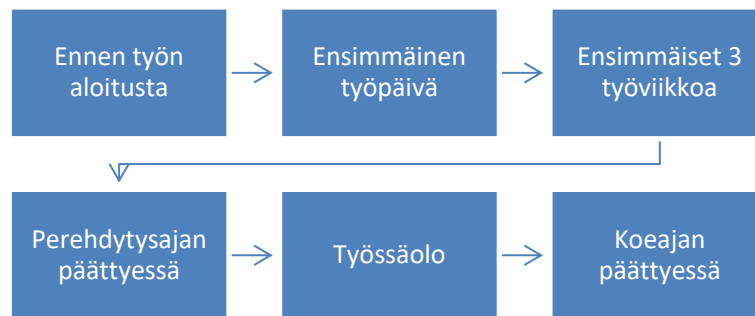 Ennen työn
aloitusta
Ensimmäinen
työpäivä
Ensimmäiset 3
työviikkoa
Perehdytysajan
päättyessä
Työssäolo
Koeajan
päättyessä